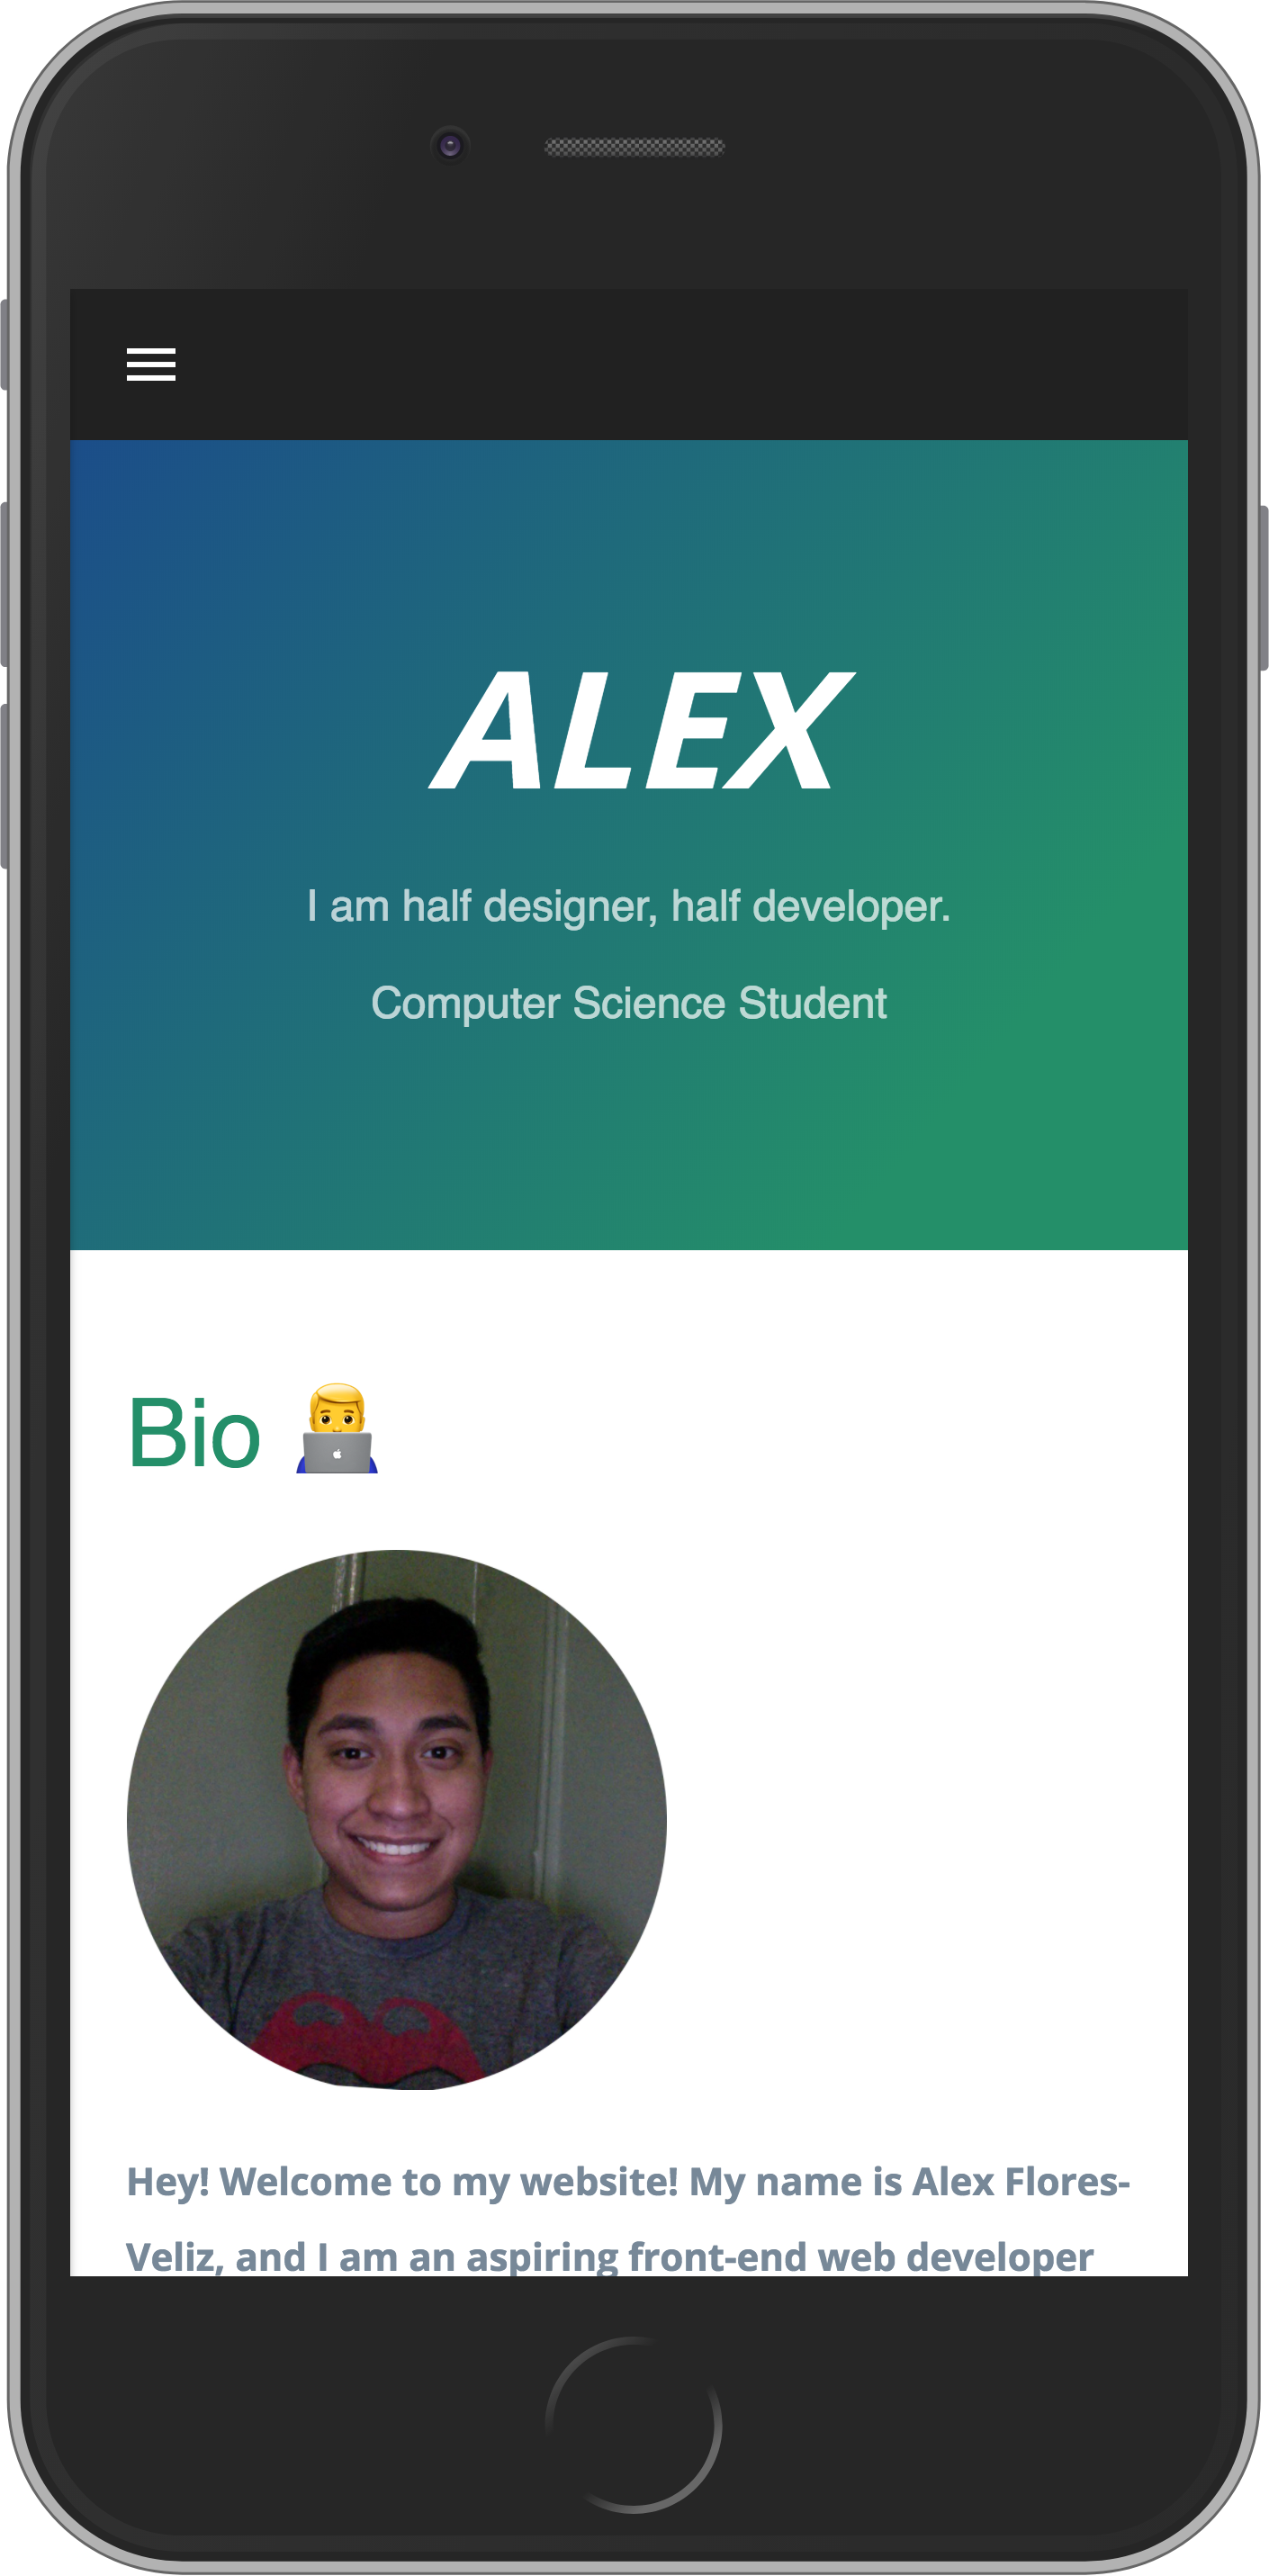 ALEX
I am half designer, half developer.
Computer Science Student
Bio 👨‍💻
Hey! Welcome to my website! My name is Alex Flores-
Veliz, and I am an aspiring front-end web developer